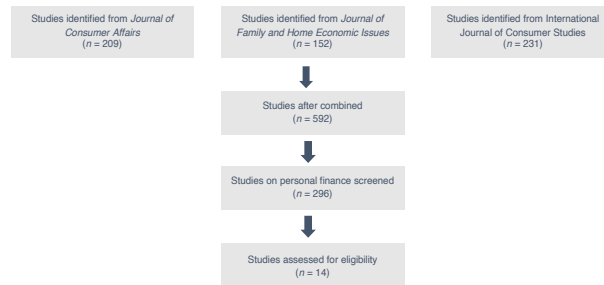 Studies identified from Journal of
Consumer Affairs
(n = 209)
Studies identified from Journal of
Family and Home Economic Issues
(n = 152)
Studies identified from International
Journal of Consumer Studies
(n = 231)
Studies after combined
(n = 592)
Studies on personal finance screened
(n = 296)
Studies assessed for eligibility
(n = 14)